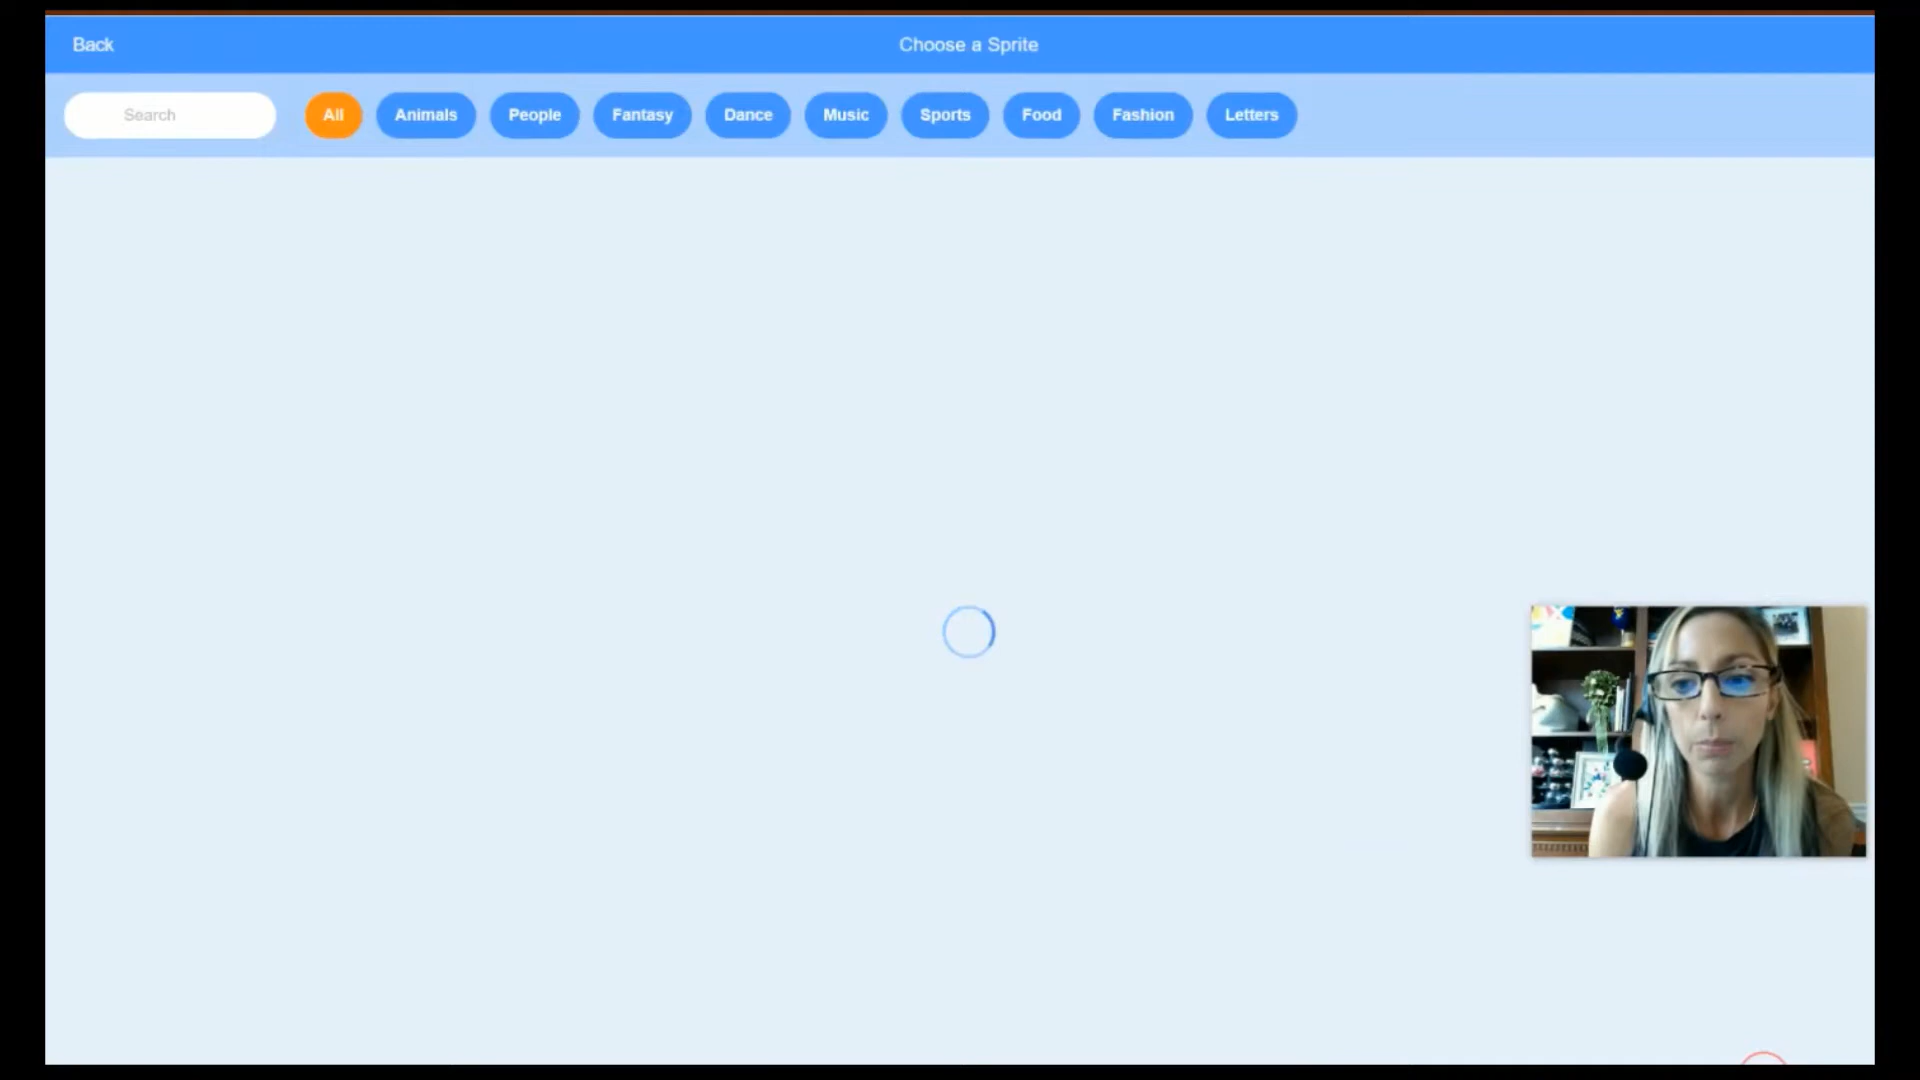 Back
Choose a Sprite
Search
All
Animals
People
Fantasy
Dance
Music
Sports
Food
Fashion
Letters